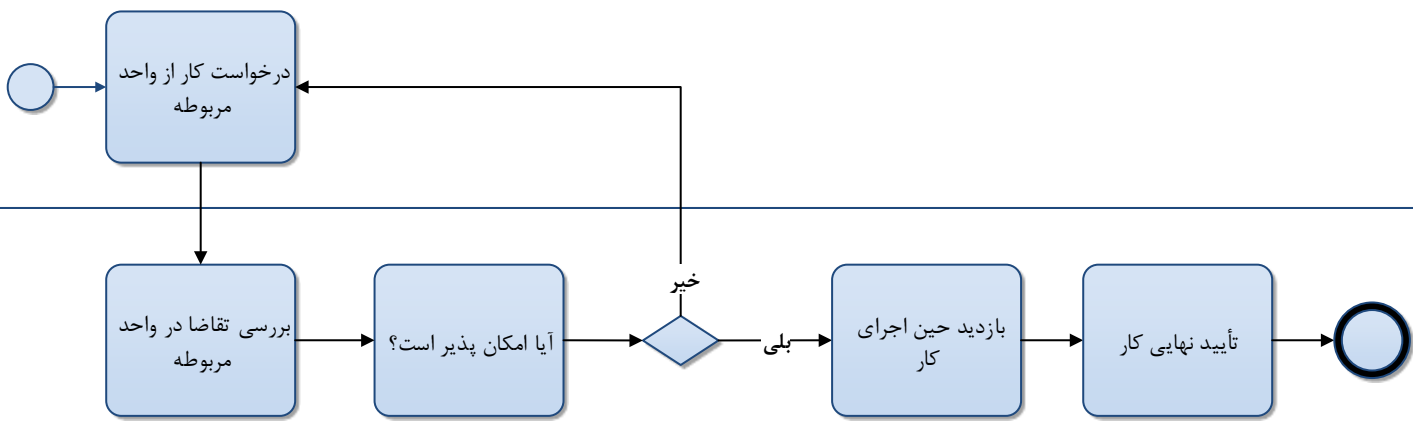 درخواست کار از واحد
مربوطه
خیر
بررسی تقاضا در واحد
مربوطه
آیا امکان پذیر است؟
بلی
بازدید حین اجرای
کار
تأیید نهایی کار